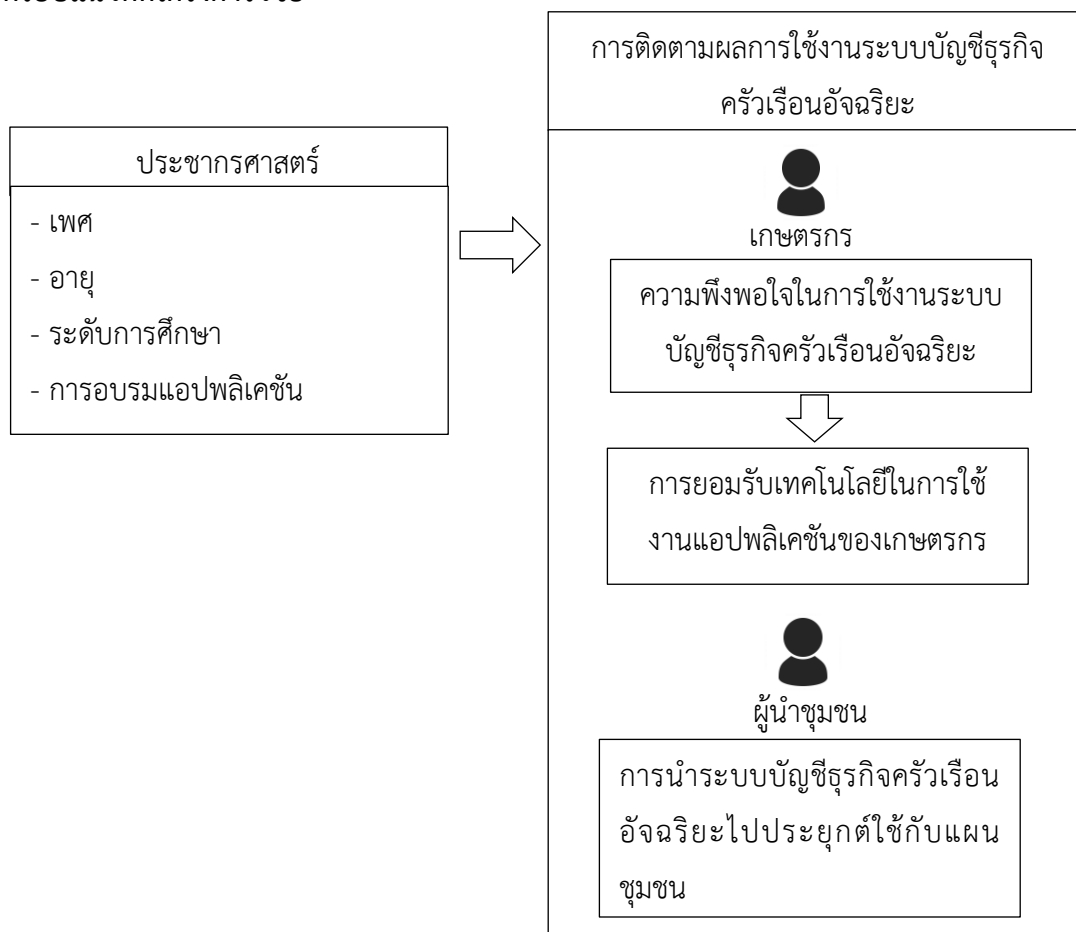 การติดตามผลการใช้งานระบบบัญชีธุรกิจ
ครัวเรือนอัจฉริยะ
ประชากรศาสตร์
- เพศ
- อายุ
- ระดับการศึกษา
- การอบรมแอปพลิเคชัน
เกษตรกร
ความพึงพอใจในการใช้งานระบบ
บัญชีธุรกิจครัวเรือนอัจฉริยะ
การยอมรับเทคโนโลยีในการใช้
งานแอปพลิเคชันของเกษตรกร
ผู้นำชุมชน
การนำระบบบัญชีธุรกิจครัวเรือน
อัจฉริยะไปประยุกต์ใช้กับแผน
ชุมชน